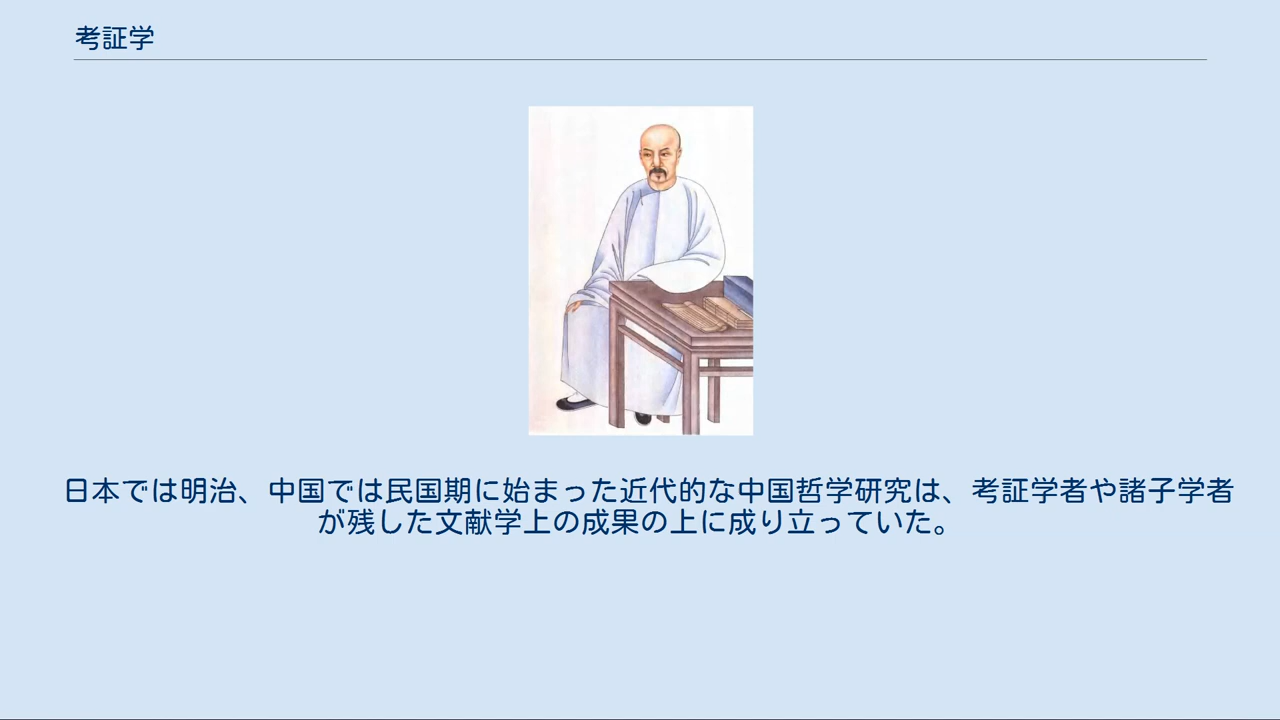 考証学
日本では明治、中国では民国期に始まった近代的な中国哲学研究は、考証学者や諸子学者
が残した文献学上の成果の上に成り立っていた。